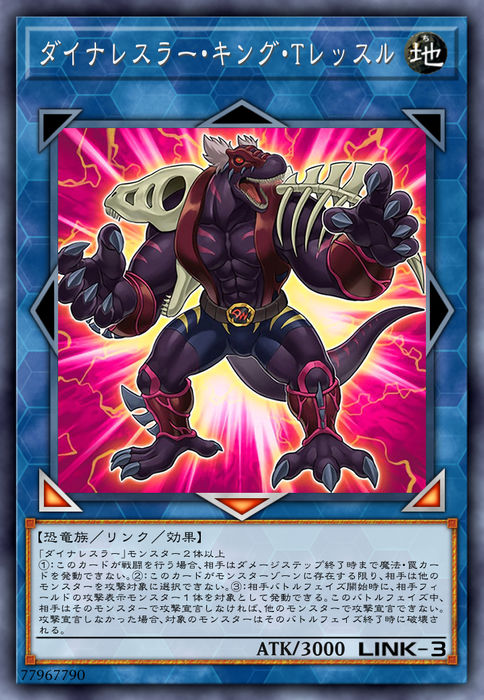 ダイナレスラー・キング・Tレッスル
ち
地
【恐竜族／リンク／効果】
「ダイナレスラー」モンスター２体以上
①：このカードが戦闘を行う場合、相手はダメージステップ終了時まで魔法・罠カー
ドを発動できない。②：このカードがモンスターゾーンに存在する限り、相手は他の
モンスターを攻撃対象に選択できない。③：相手バトルフェイズ開始時に、相手フィ
ールドの攻撃表示モンスター１体を対象として発動できる。このバトルフェイズ中、
相手はそのモンスターで攻撃宣言しなければ、他のモンスターで攻撃宣言できない。
攻撃宣言しなかった場合、対象のモンスターはそのバトルフェイズ終了時に破壊さ
れる。
ATK/3000 LINK-3
77967790